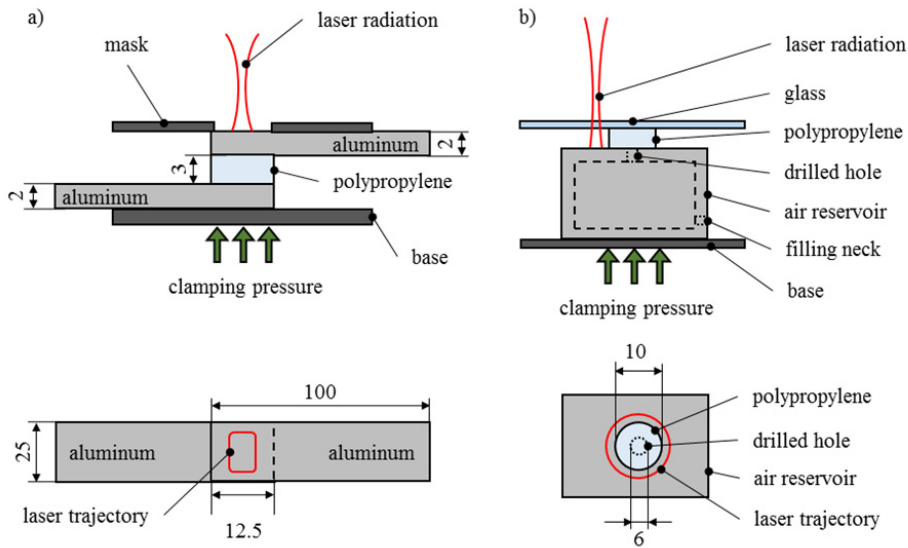 a)
laser radiation
mask
aluminum
2
3
polypropylene
2
aluminum
base
clamping pressure
100
25
aluminum
aluminum
laser trajectory
12.5
b)
laser radiation
glass
polypropylene
drilled hole
air reservoir
filling neck
base
clamping pressure
10
polypropylene
drilled hole
air reservoir
laser trajectory
6